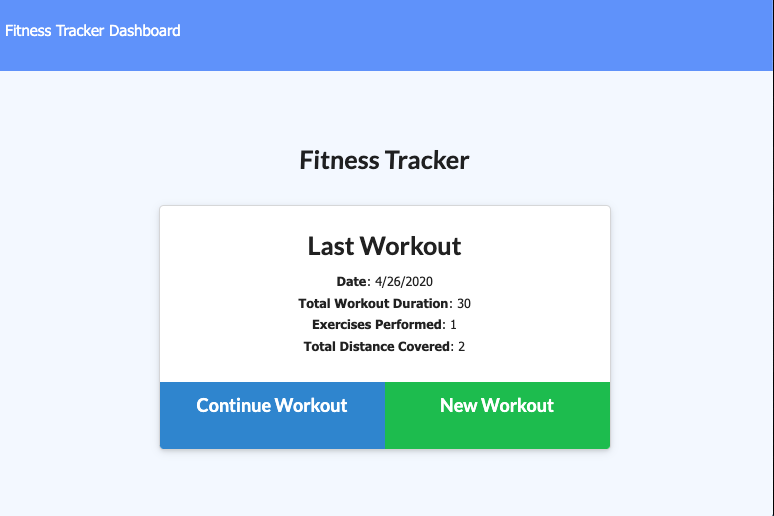 Fitness Tracker Dashboard
Fitness Tracker
Last Workout
Date: 4/26/2020
Total Workout Duration: 30
Exercises Performed: 1
Total Distance Covered: 2
Continue Workout
New Workout